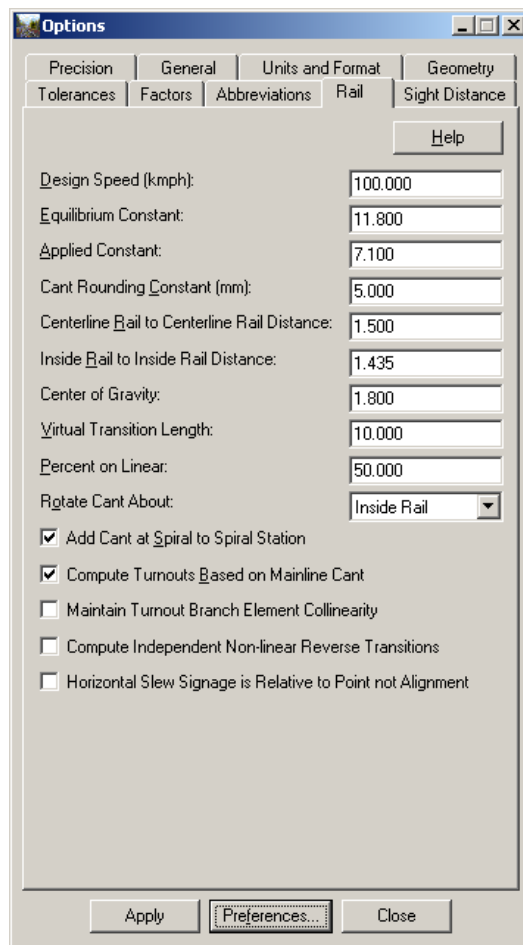 Options
Precision General Units and Format Geometry
Tolerances Factors Abbreviations Rail Sight Distance
Help
Design Speed (kmph): 100.000
Equilibrium Constant: 11.800
Applied Constant: 7.100
Cant Rounding Constant (mm): 5.000
Centerline Rail to Centerline Rail Distance: 1.500
Inside Rail to Inside Rail Distance: 1.435
Center of Gravity: 1.800
Virtual Transition Length: 10.000
Percent on Linear: 50.000
Rotate Cant About: Inside Rail
Add Cant at Spiral to Spiral Station
Compute Turnouts Based on Mainline Cant
Maintain Turnout Branch Element Collinearity
Compute Independent Non-linear Reverse Transitions
Horizontal Slew Signage is Relative to Point not Alignment
Apply Preferences... Close